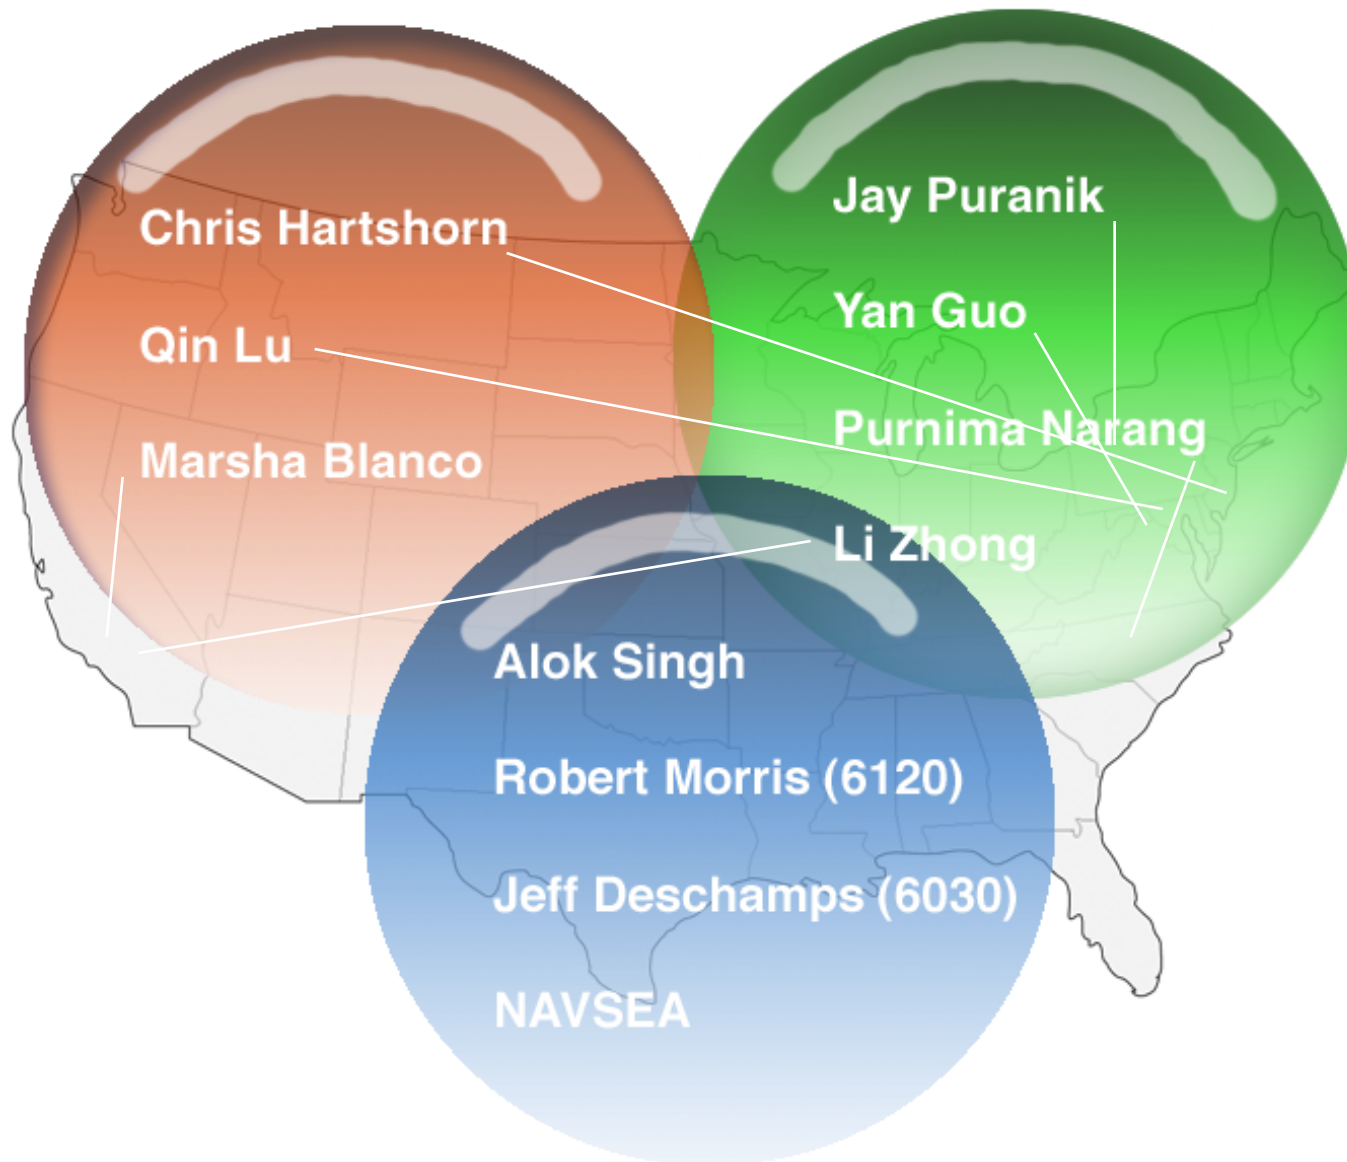 Chris Hartshorn
Qin Lu
Marsha Blanco
Jay Puranik
Yan Guo
Purnima Narang
Li Zhong
Alok Singh
Robert Morris (6120)
Jeff Deschamps (6030)
NAVSEA